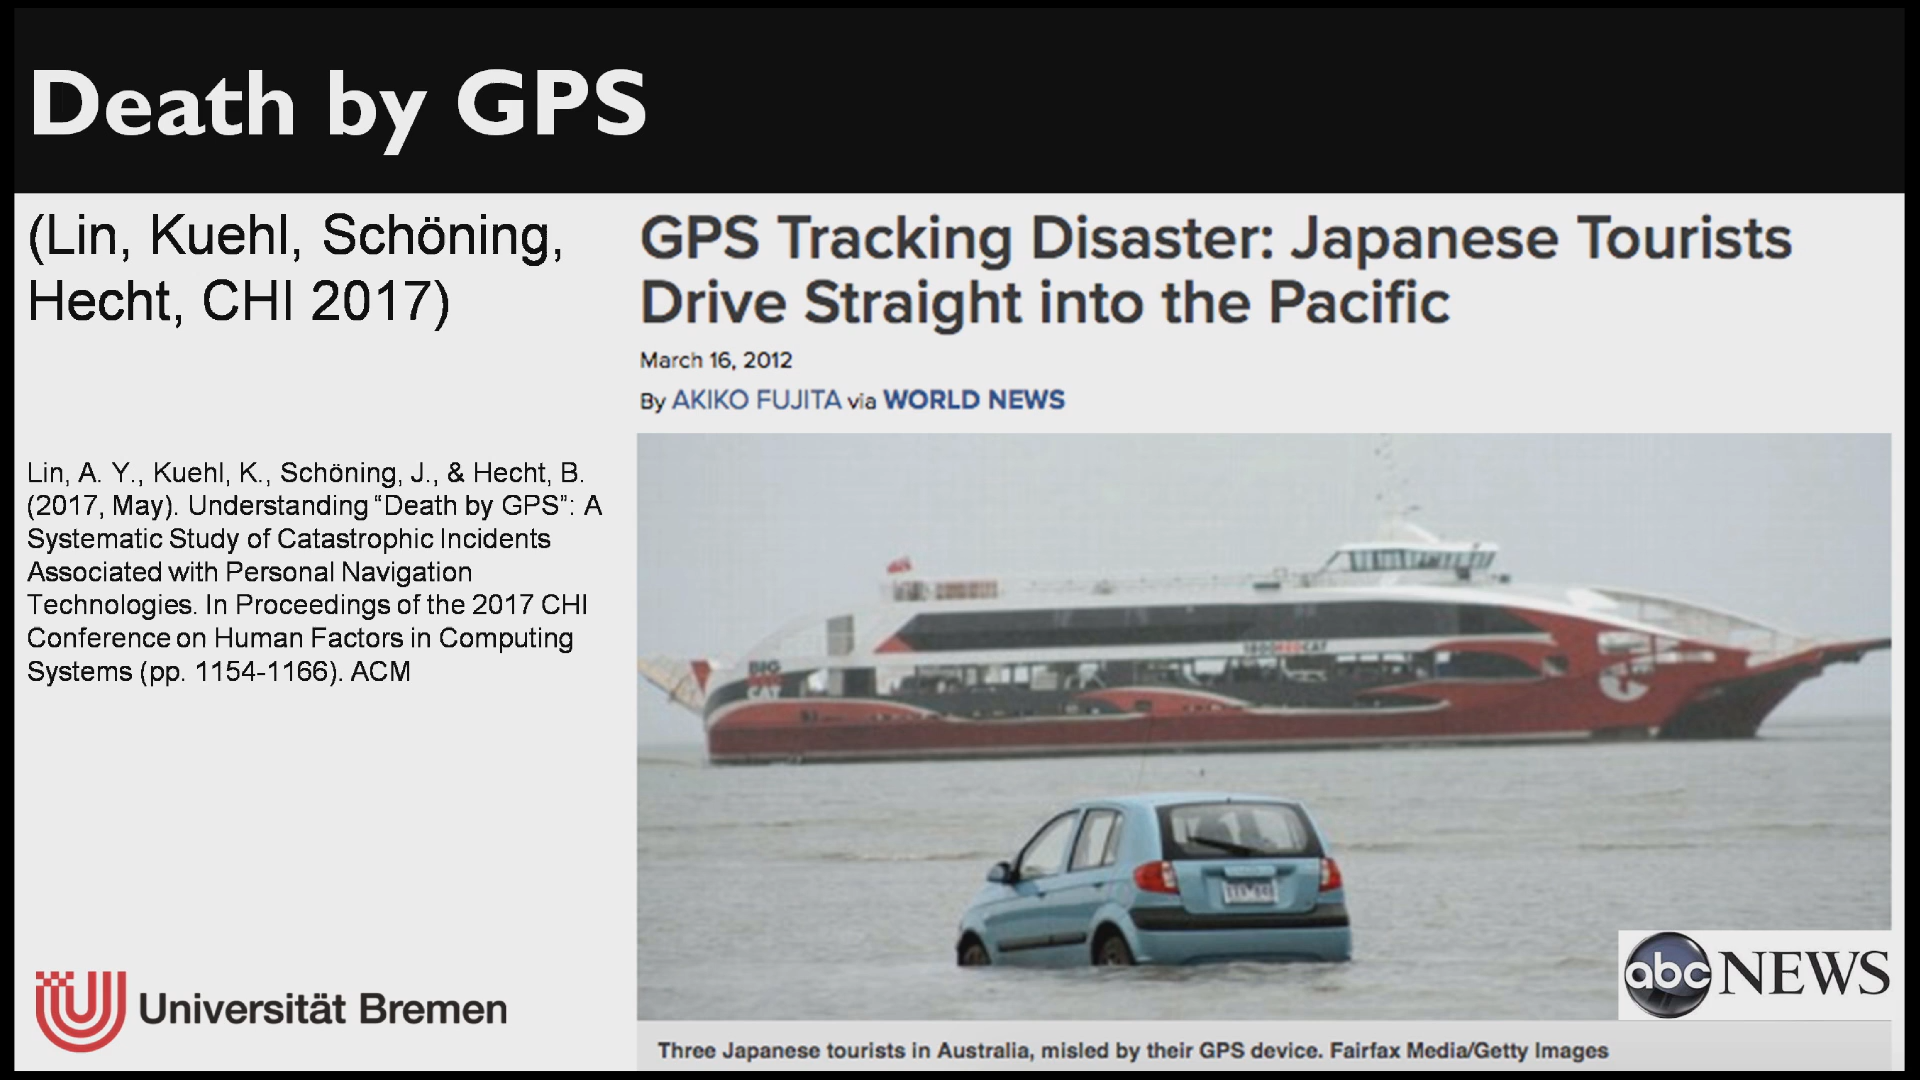 Death by GPS
(Lin, Kuehl, Schöning,
Hecht, CHI 2017)
Lin, A. Y., Kuehl, K., Schöning, J., & Hecht, B.
(2017, May). Understanding “Death by GPS”: A
Systematic Study of Catastrophic Incidents
Associated with Personal Navigation
Technologies. In Proceedings of the 2017 CHI
Conference on Human Factors in Computing
Systems (pp. 1154-1166). ACM
Universität Bremen
GPS Tracking Disaster: Japanese Tourists
Drive Straight into the Pacific
March 16, 2012
By AKIKO FUJITA via WORLD NEWS
BIG
CAT
abc NEWS
Three Japanese tourists in Australia, misled by their GPS device. Fairfax Media/Getty Images